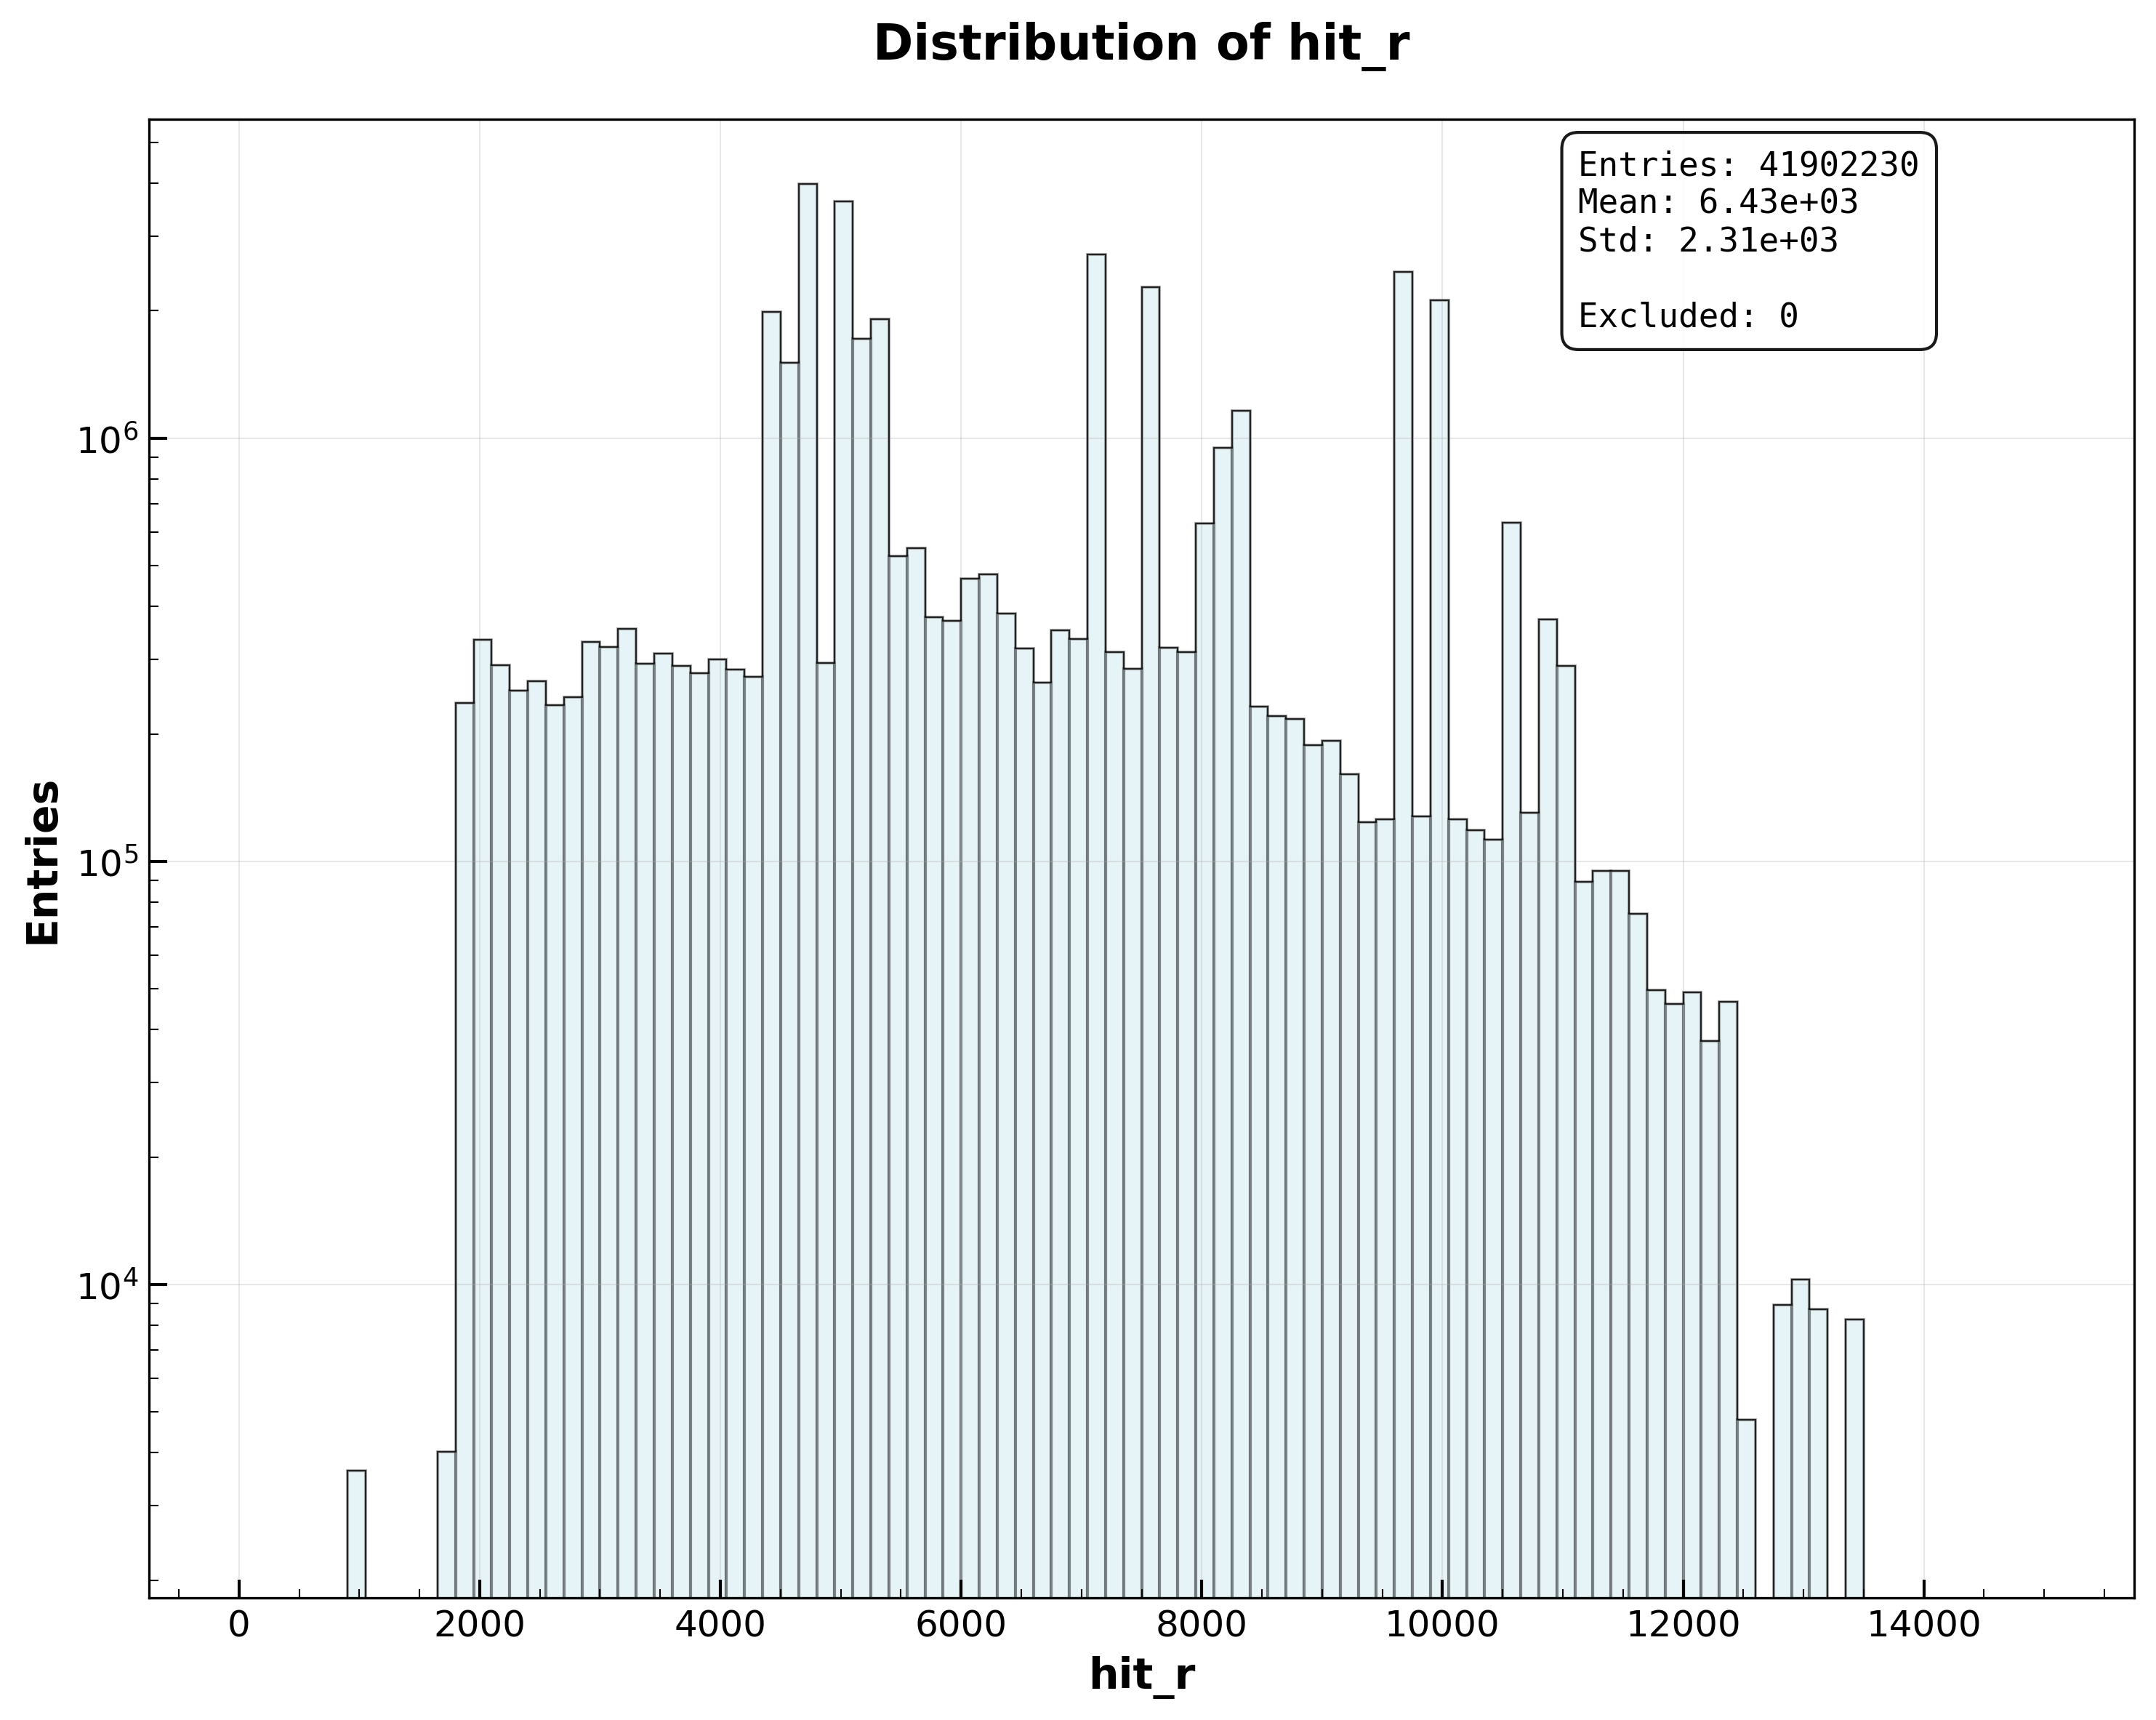 Distribution of hit_r
Entries: 41902230
Mean: 6.43e+03
Std: 2.31e+03
Excluded: 0
10^6
10^5
10^4
Entries
0 2000 4000 6000 8000 10000 12000 14000
hit_r